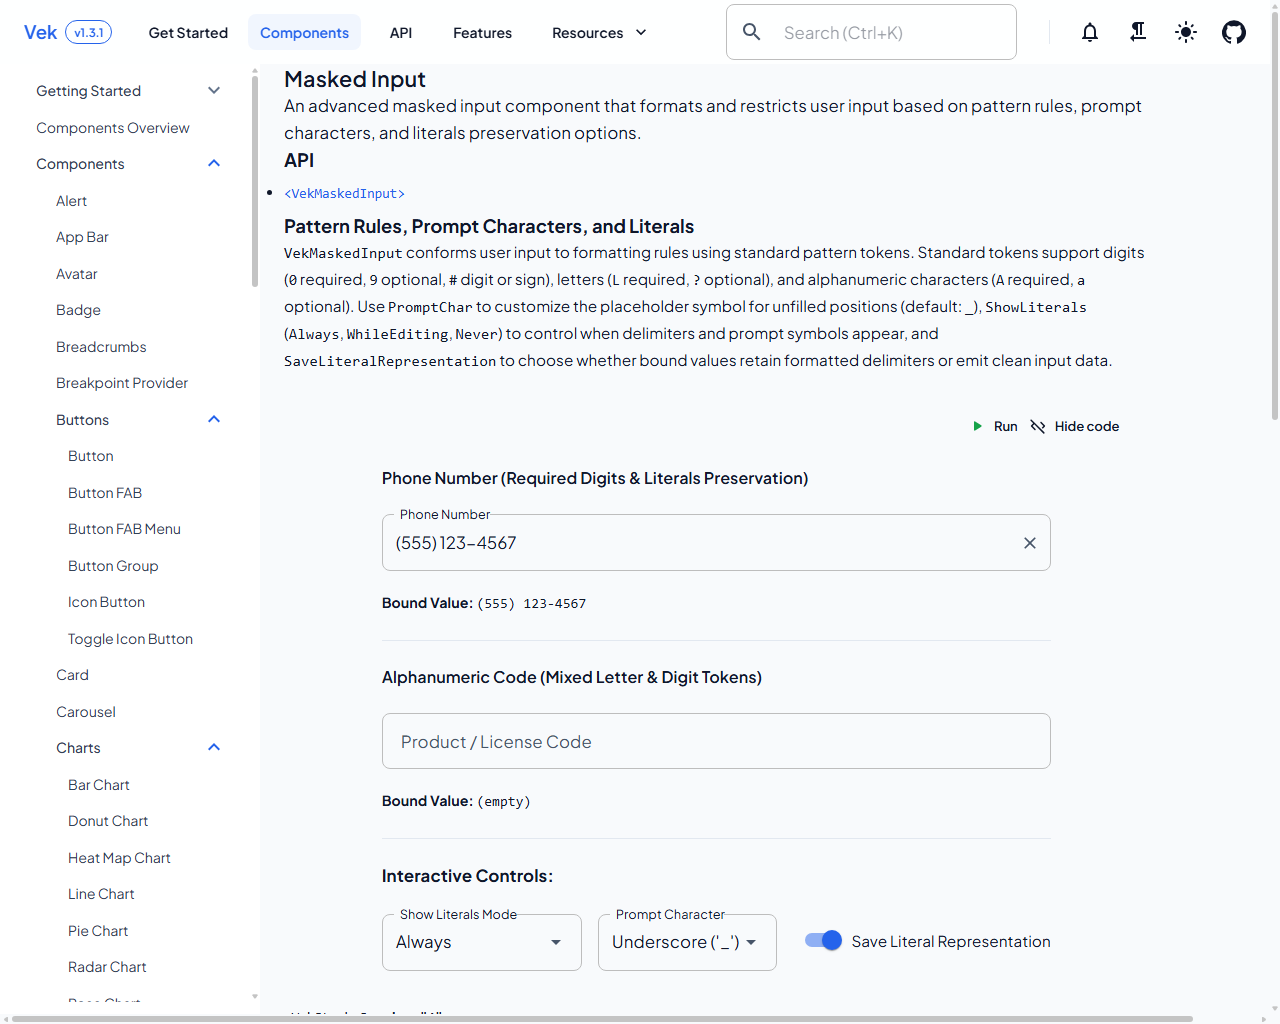 Vek v1.3.1 Get Started Components API Features Resources Search (Ctrl+K)
Getting Started
Components Overview
Components
Alert
App Bar
Avatar
Badge
Breadcrumbs
Breakpoint Provider
Buttons
Button
Button FAB
Button FAB Menu
Button Group
Icon Button
Toggle Icon Button
Card
Carousel
Charts
Bar Chart
Donut Chart
Heat Map Chart
Line Chart
Pie Chart
Radar Chart
Masked Input
An advanced masked input component that formats and restricts user input based on pattern rules, prompt
characters, and literals preservation options.
API
<VekMaskedInput>
Pattern Rules, Prompt Characters, and Literals
VekMaskedInput conforms user input to formatting rules using standard pattern tokens. Standard tokens support digits
(0 required, 9 optional, # digit or sign), letters (L required, ? optional), and alphanumeric characters (A required, a
optional). Use PromptChar to customize the placeholder symbol for unfilled positions (default: _), ShowLiterals
(Always, WhileEditing, Never) to control when delimiters and prompt symbols appear, and
SaveLiteralRepresentation to choose whether bound values retain formatted delimiters or emit clean input data.
Run Hide code
Phone Number (Required Digits & Literals Preservation)
Phone Number
(555) 123-4567
Bound Value: (555) 123-4567
Alphanumeric Code (Mixed Letter & Digit Tokens)
Product / License Code
Bound Value: (empty)
Interactive Controls:
Show Literals Mode
Always
Prompt Character
Underscore ('_')
Save Literal Representation